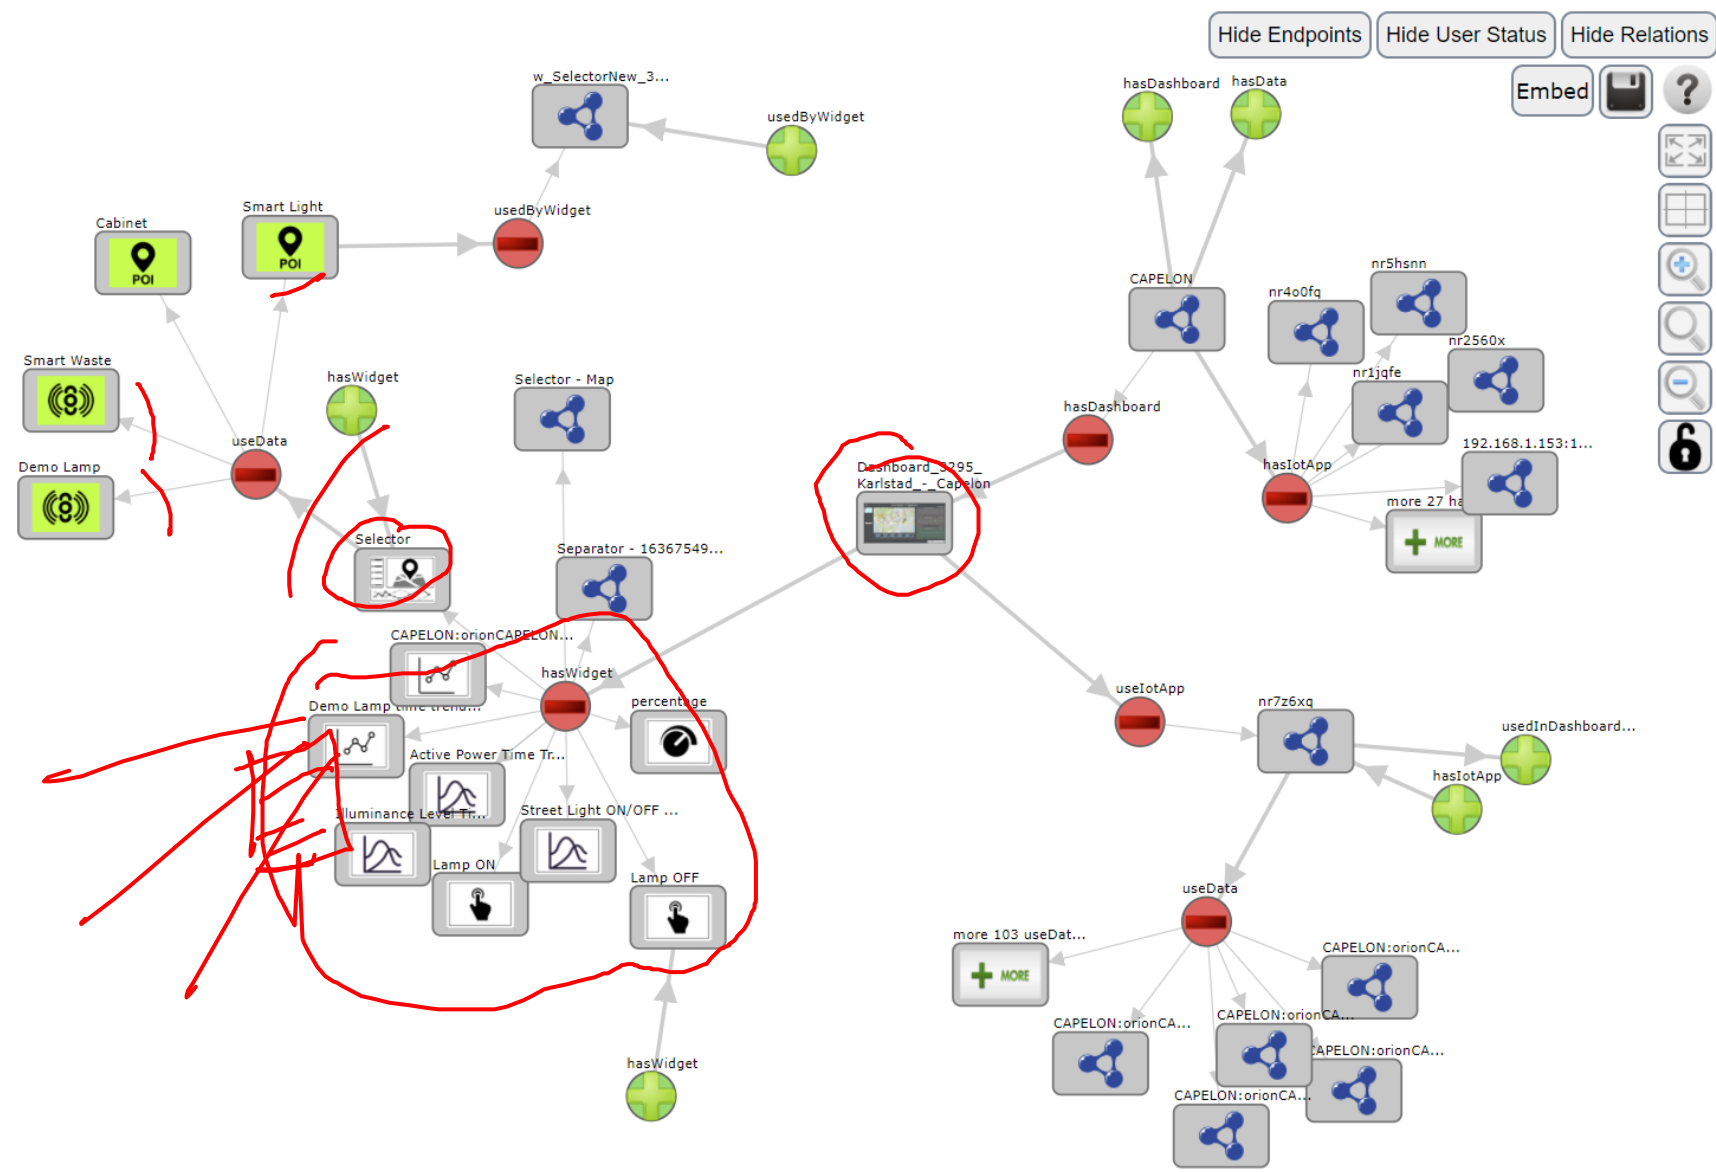 Hide Endpoints
Hide User Status
Hide Relations
Embed
?
w_SelectorNew_3...
usedByWidget
hasDashboard
hasData
Smart Light
POI
usedByWidget
Cabinet
POI
CAPELON
nr5hsnn
nr4o0fq
nr2560x
nr1jqfe
Smart Waste
hasWidget
Selector - Map
hasDashboard
useData
192.168.1.153:1...
Demo Lamp
Dashboard_3295_
Karlstad_-_Capelon
hasIotApp
more 27 ha
MORE
Selector
Separator - 16367549...
CAPELON:orionCAPELON...
hasWidget
useIotApp
nr7z6xq
usedInDashboard...
Demo Lamp time trend...
percentage
Active Power Time Tr...
hasIotApp
Illuminance Level Ti...
Street Light ON/OFF ...
Lamp ON
Lamp OFF
useData
more 103 useDat...
MORE
CAPELON:orionCA...
CAPELON:orionCA...
CAPELON:orionCA...
CAPELON:orionCA...
CAPELON:orionCA...
hasWidget